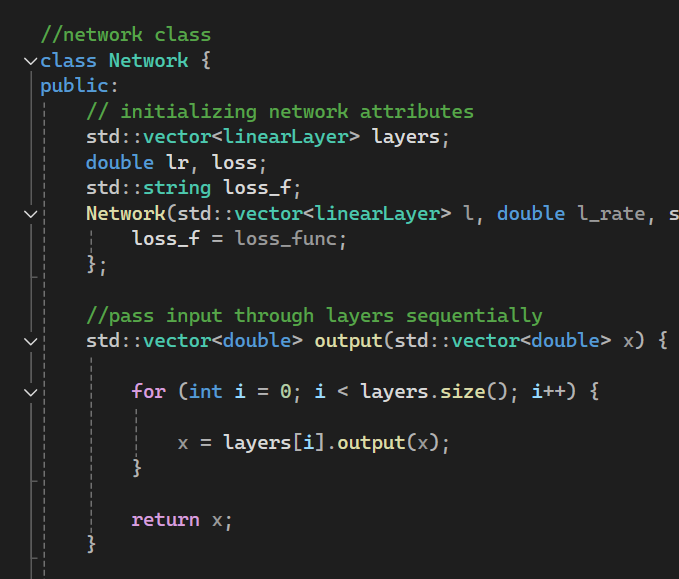 //network class
class Network {
public:
// initializing network attributes
std::vector<linearLayer> layers;
double lr, loss;
std::string loss_f;
Network(std::vector<linearLayer> l, double l_rate, s
loss_f = loss_func;
};
//pass input through layers sequentially
std::vector<double> output(std::vector<double> x) {
for (int i = 0; i < layers.size(); i++) {
x = layers[i].output(x);
}
return x;
}